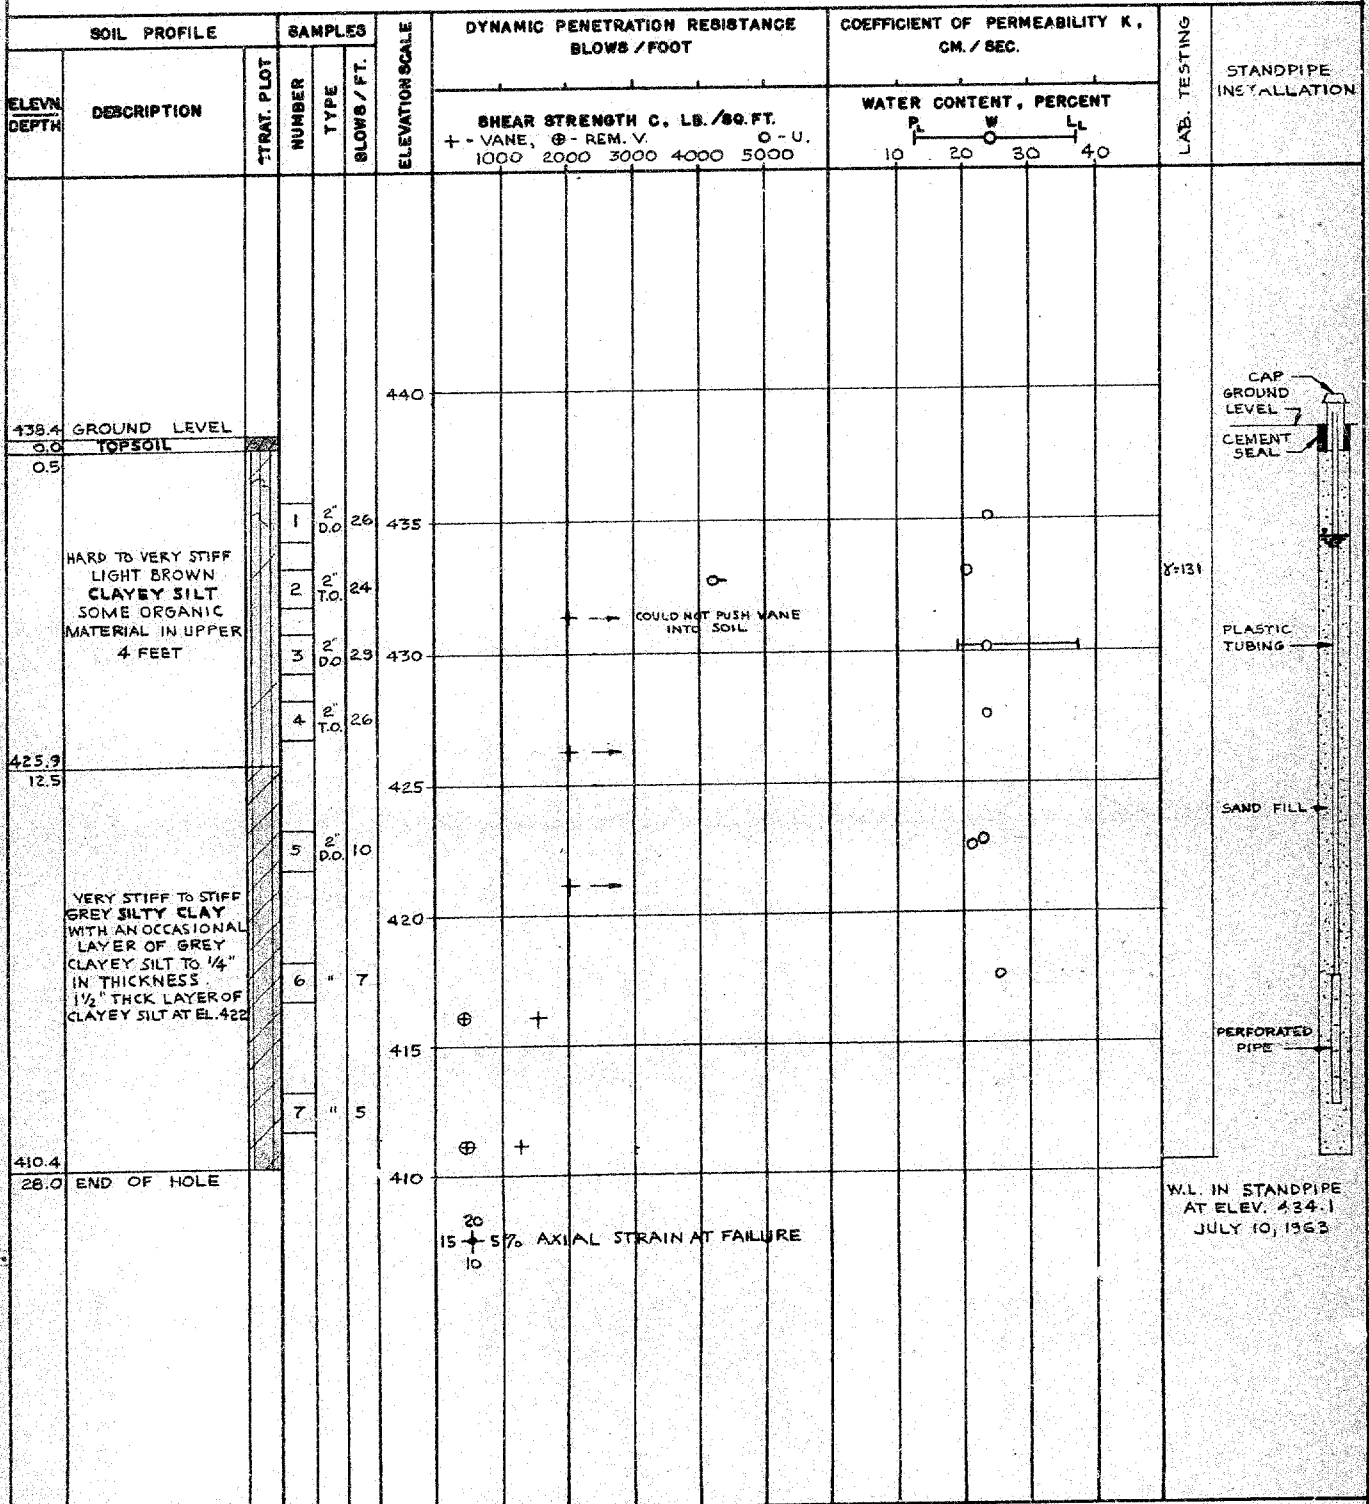 SOIL PROFILE
SAMPLES
ELEVATION SCALE
DYNAMIC PENETRATION RESISTANCE
BLOWS / FOOT
COEFFICIENT OF PERMEABILITY K,
CM. / SEC.
LAB. TESTING
STANDPIPE
INSTALLATION
ELEVN.
DEPTH
DESCRIPTION
STRAT. PLOT
NUMBER
TYPE
BLOWS / FT.
SHEAR STRENGTH C, LB./SQ.FT.
+ - VANE, ⊕ - REM. V. O - U.
1000 2000 3000 4000 5000
WATER CONTENT, PERCENT
PL W LL
10 20 30 40
440
435
430
425
420
415
410
438.4 GROUND LEVEL
0.0 TOPSOIL
0.5
HARD TO VERY STIFF
LIGHT BROWN
CLAYEY SILT
SOME ORGANIC
MATERIAL IN UPPER
4 FEET
425.9
12.5
VERY STIFF TO STIFF
GREY SILTY CLAY
WITH AN OCCASIONAL
LAYER OF GREY
CLAYEY SILT TO 1/4"
IN THICKNESS.
1 1/2" THCK LAYER OF
CLAYEY SILT AT EL.422
410.4
28.0 END OF HOLE
1 2" D.O 26
2 2" T.O. 24
3 2" D.O 23
4 2" T.O. 26
5 2" D.O. 10
6 " 7
7 " 5
COULD NOT PUSH VANE
INTO SOIL
20
15 5% AXIAL STRAIN AT FAILURE
10
γ=131
CAP
GROUND
LEVEL
CEMENT
SEAL
PLASTIC
TUBING
SAND FILL
PERFORATED
PIPE
W.L. IN STANDPIPE
AT ELEV. 434.1
JULY 10, 1963